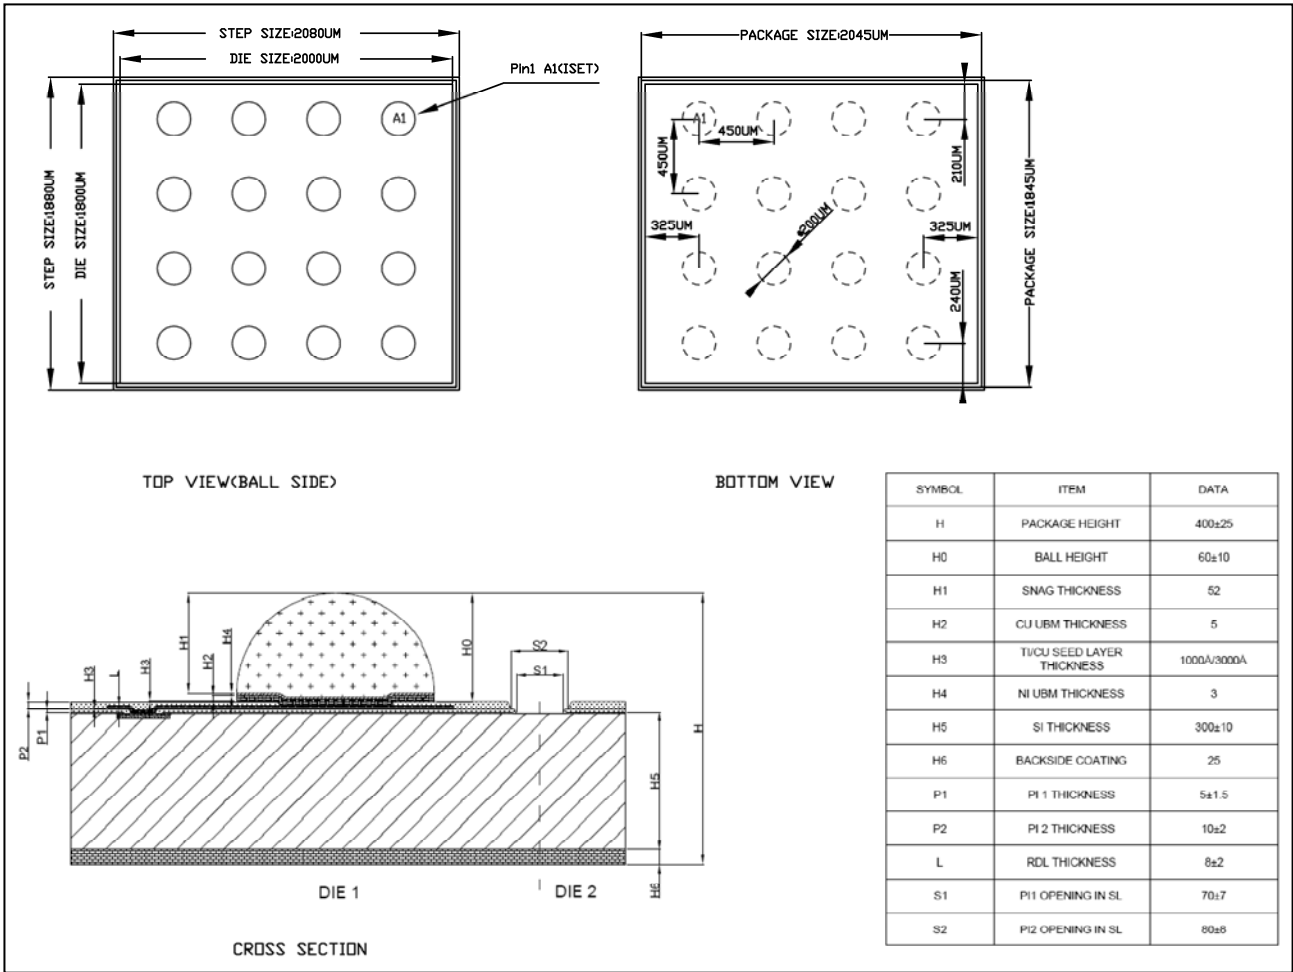 STEP SIZE:2080UM
DIE SIZE:2000UM
Pin1 A1(ISET)
A1
STEP SIZE:1880UM
DIE SIZE:1800UM
PACKAGE SIZE:2045UM
A1
450UM
450UM
210UM
PACKAGE SIZE:1845UM
325UM
ø200UM
325UM
240UM
TOP VIEW(BALL SIDE)
BOTTOM VIEW
SYMBOL ITEM DATA
H PACKAGE HEIGHT 400±25
H0 BALL HEIGHT 60±10
H1 SNAG THICKNESS 52
H2 CU UBM THICKNESS 5
H3 TI/CU SEED LAYER
THICKNESS 1000Å/3000Å
H4 NI UBM THICKNESS 3
H5 SI THICKNESS 300±10
H6 BACKSIDE COATING 25
P1 PI 1 THICKNESS 5±1.5
P2 PI 2 THICKNESS 10±2
L RDL THICKNESS 8±2
S1 PI1 OPENING IN SL 70±7
S2 PI2 OPENING IN SL 80±8
H1
H4
H0
S2
H3
L
H3
H2
S1
P2
P1
H
H5
H6
DIE 1
DIE 2
CROSS SECTION